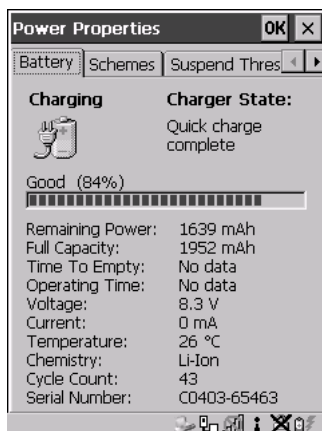 Power Properties OK ×
Battery Schemes Suspend Thres
Charging Charger State:
Quick charge
complete
Good (84%)
Remaining Power: 1639 mAh
Full Capacity: 1952 mAh
Time To Empty: No data
Operating Time: No data
Voltage: 8.3 V
Current: 0 mA
Temperature: 26 °C
Chemistry: Li-Ion
Cycle Count: 43
Serial Number: C0403-65463